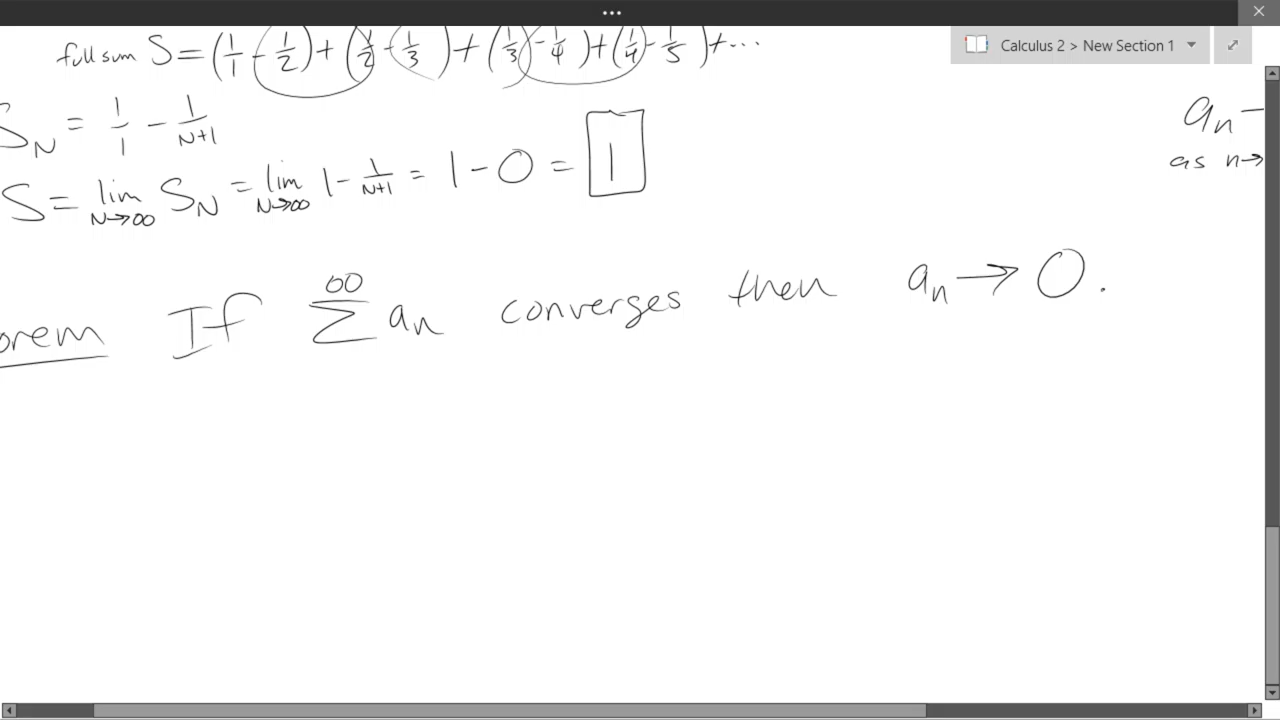 Calculus 2 > New Section 1
full sum S = (1/1 - 1/2) + (1/2 - 1/3) + (1/3 - 1/4) + (1/4 - 1/5) + ...
S_N = 1/1 - 1/(N+1)
a_n -
as n→
S = lim N→∞ S_N = lim N→∞ 1 - 1/(N+1) = 1 - 0 = 1
orem If ∑^∞ a_n converges then a_n → 0.